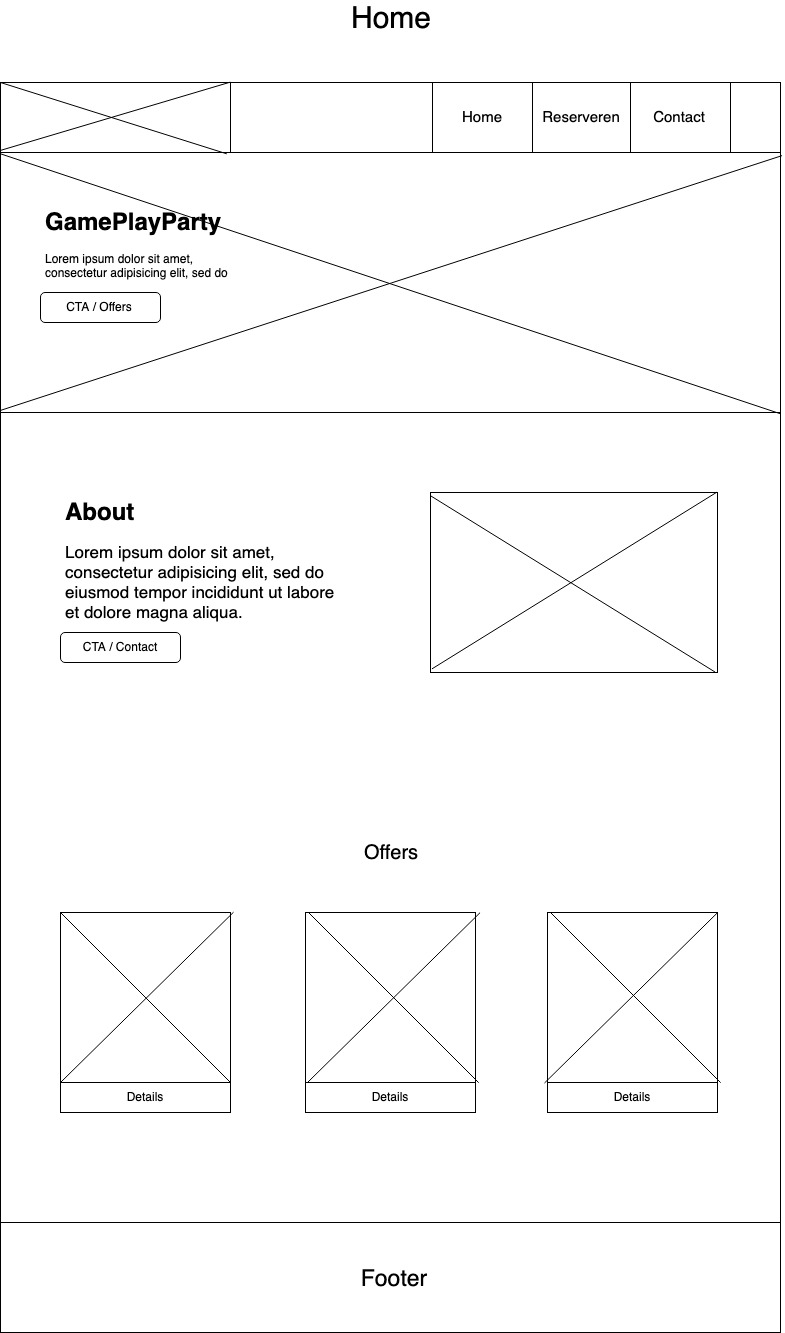 Home
Home
Reserveren
Contact
GamePlayParty
Lorem ipsum dolor sit amet,
consectetur adipisicing elit, sed do
CTA / Offers
About
Lorem ipsum dolor sit amet,
consectetur adipisicing elit, sed do
eiusmod tempor incididunt ut labore
et dolore magna aliqua.
CTA / Contact
Offers
Details
Details
Details
Footer